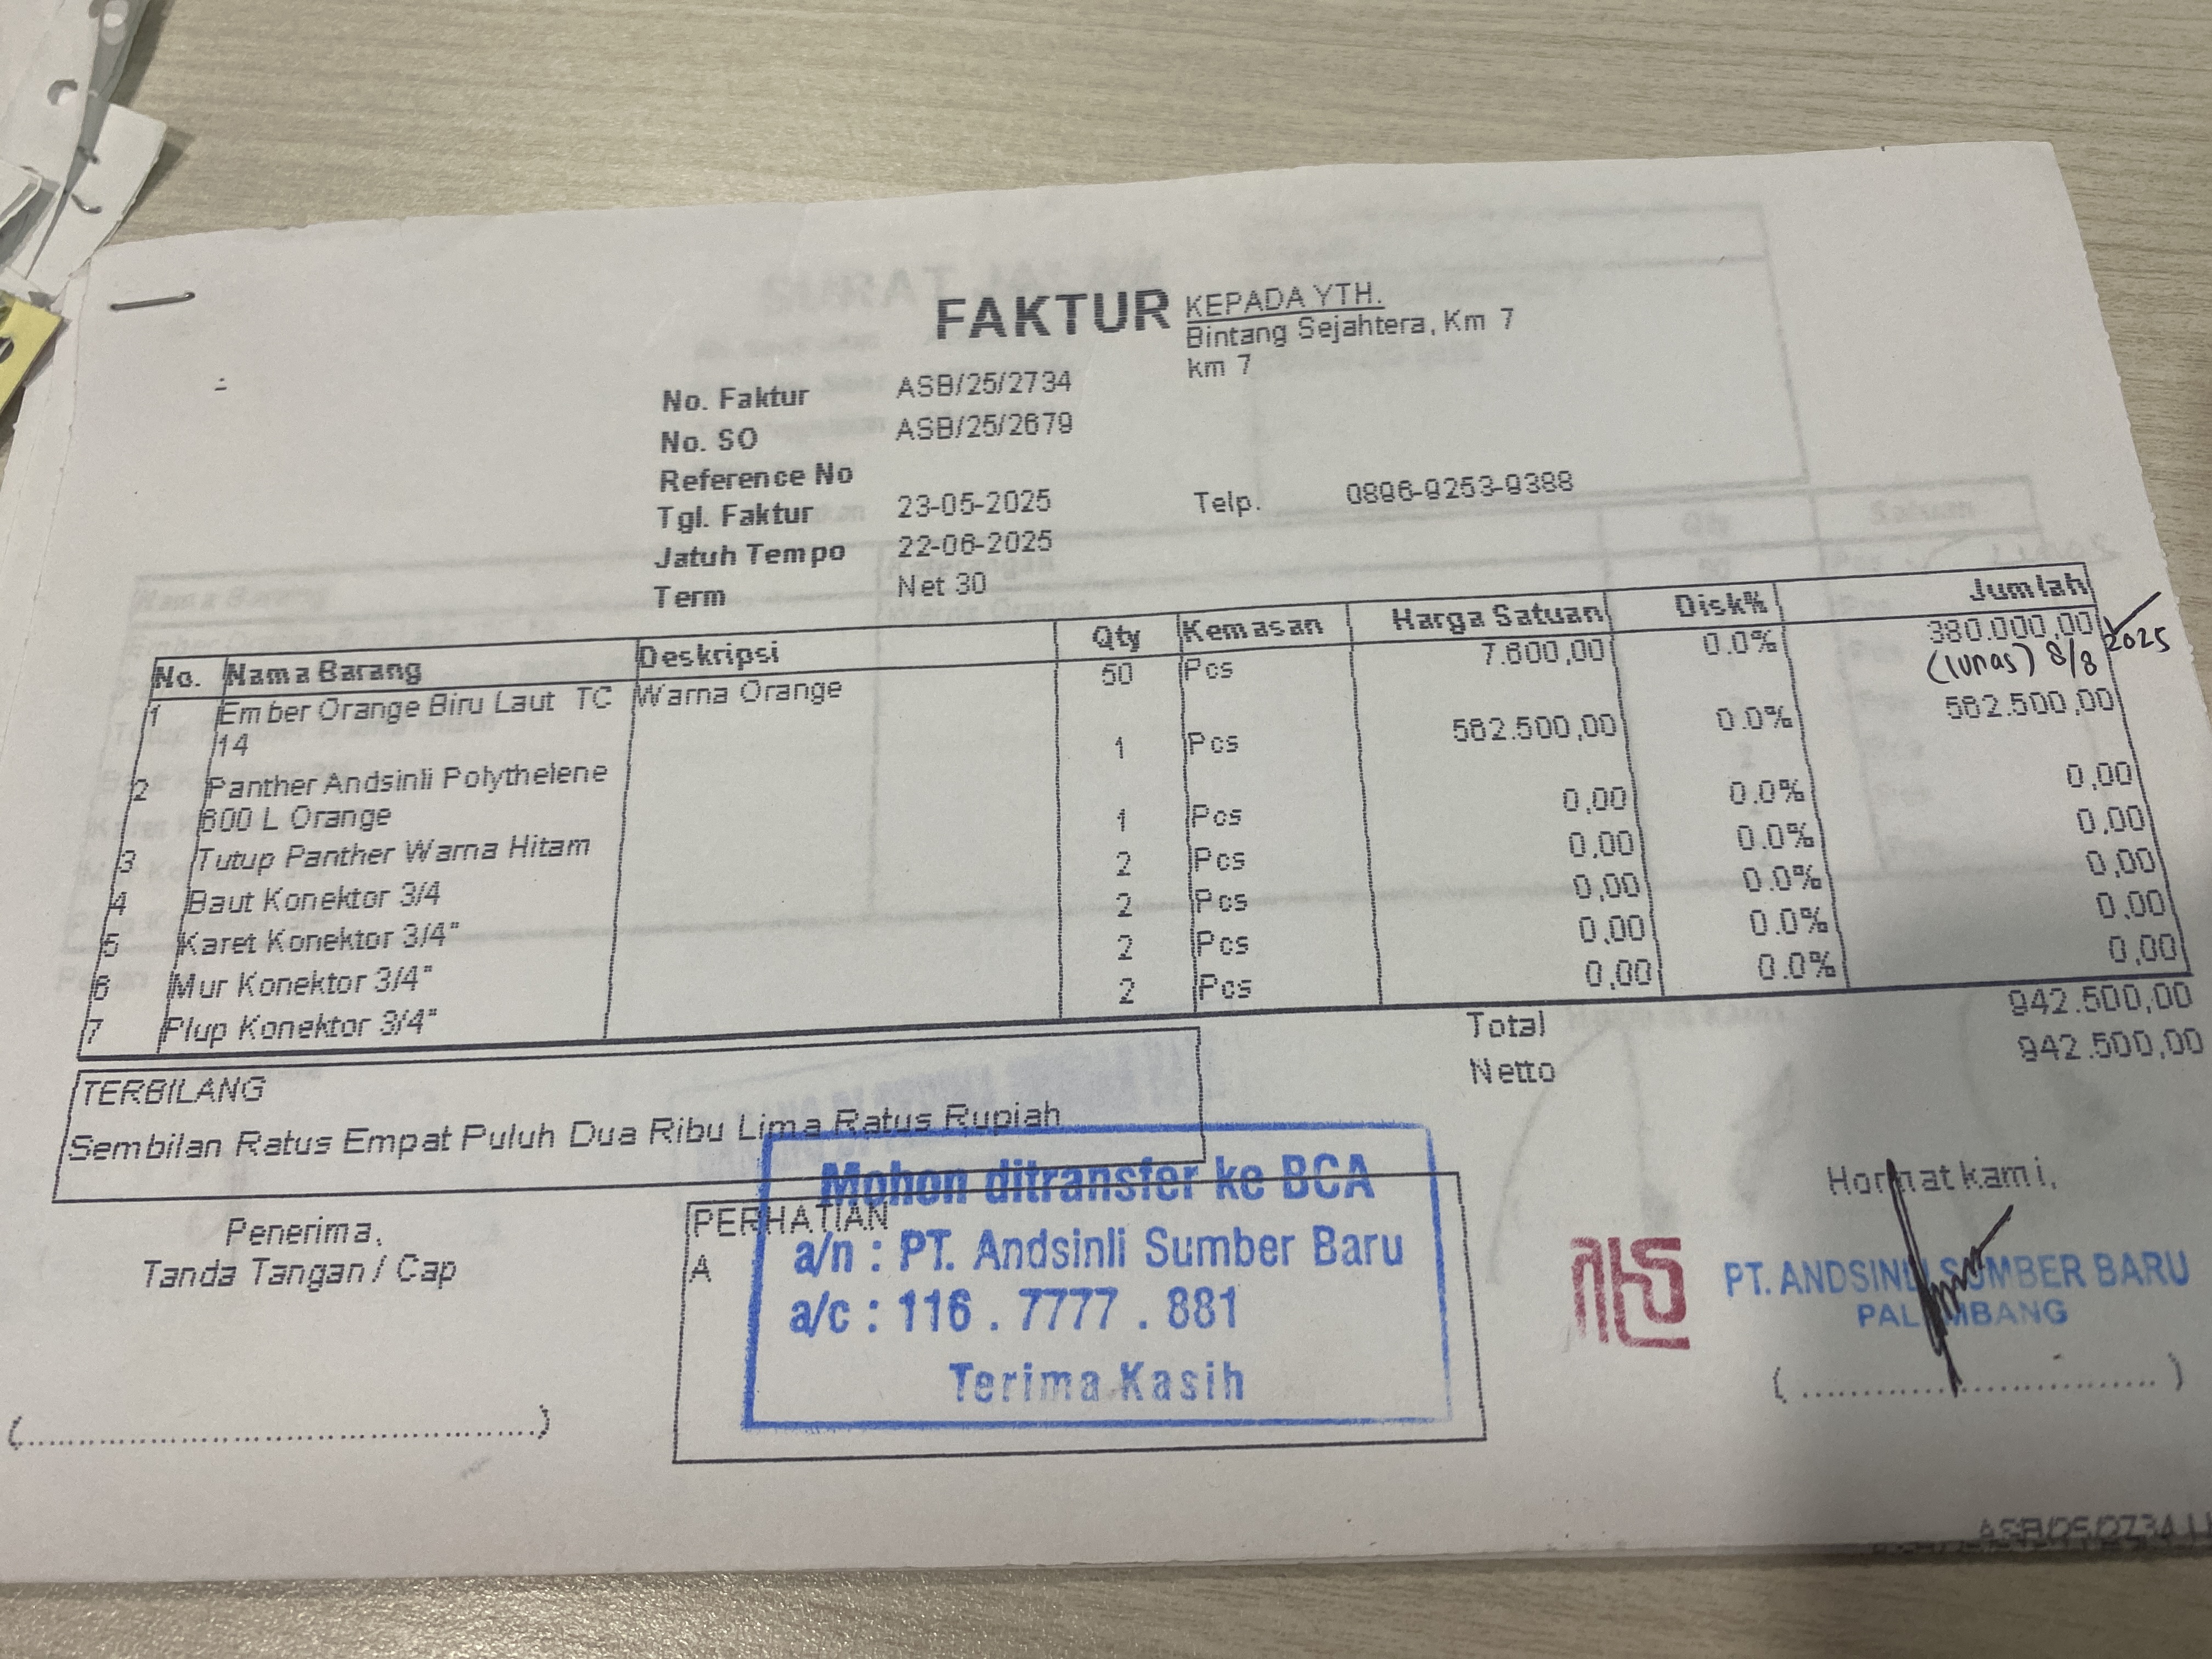 FAKTUR
KEPADA YTH.
Bintang Sejahtera, Km 7
km 7
No. Faktur ASB/25/2734
No. SO ASB/25/2679
Reference No
Tgl. Faktur 23-05-2025
Telp. 0896-9253-9388
Jatuh Tempo 22-06-2025
Term Net 30
No. Nama Barang Deskripsi Qty Kemasan Harga Satuan Disk% Jumlah
1 Ember Orange Biru Laut TC Warna Orange 50 Pcs 7.600,00 0.0% 380.000,00
14
(lunas) 8/8 2025
2 Panther Andsinli Polythelene 1 Pcs 562.500,00 0.0% 562.500,00
600 L Orange
3 Tutup Panther Warna Hitam 1 Pcs 0,00 0.0% 0,00
4 Baut Konektor 3/4 2 Pcs 0,00 0.0% 0,00
5 Karet Konektor 3/4" 2 Pcs 0,00 0.0% 0,00
6 Mur Konektor 3/4" 2 Pcs 0,00 0.0% 0,00
7 Plup Konektor 3/4" 2 Pcs 0,00 0.0% 0,00
Total 942.500,00
Netto 942.500,00
TERBILANG
Sembilan Ratus Empat Puluh Dua Ribu Lima Ratus Rupiah
Penerima,
Tanda Tangan / Cap
(..................................................)
PERHATIAN
A
Mohon ditransfer ke BCA
a/n : PT. Andsinli Sumber Baru
a/c : 116 . 7777 . 881
Terima Kasih
Hormat kami,
PT. ANDSINLI SUMBER BARU
PALEMBANG
( .................................... )